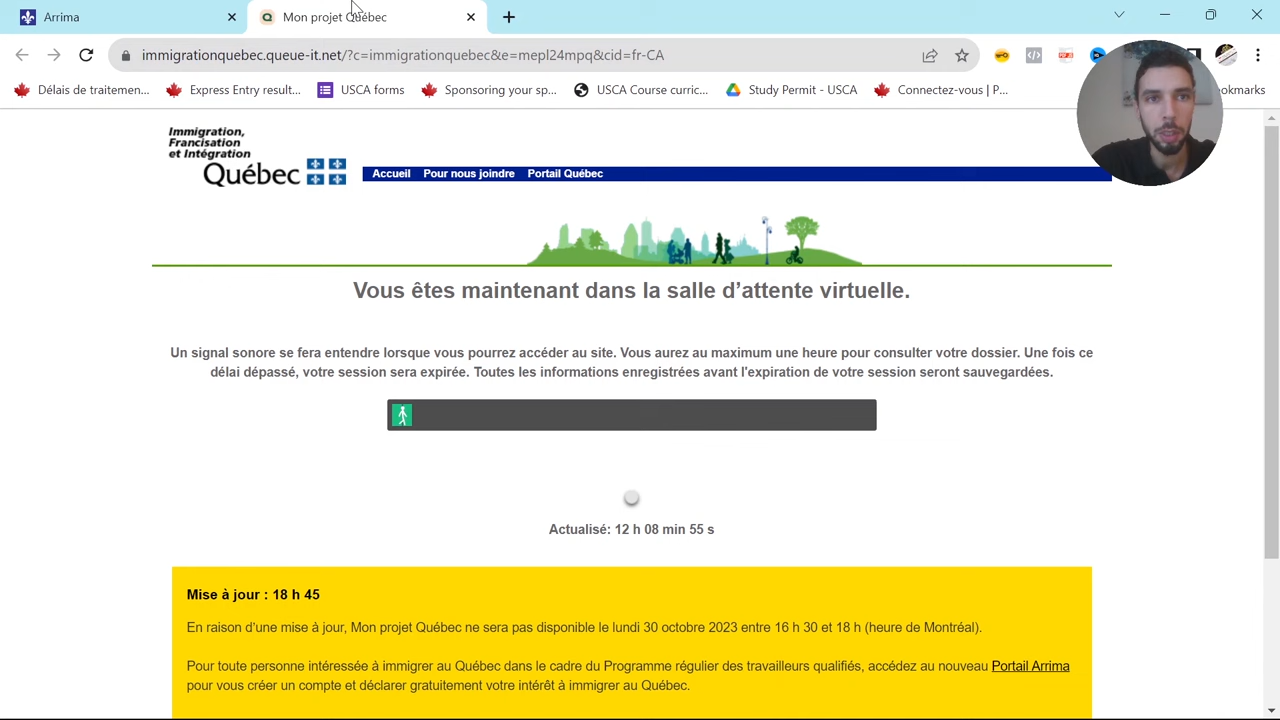 Arrima
Mon projet Québec
immigrationquebec.queue-it.net/?c=immigrationquebec&e=mepl24mpq&cid=fr-CA
Délais de traitemen...
Express Entry result...
USCA forms
Sponsoring your sp...
USCA Course curric...
Study Permit - USCA
Connectez-vous | P...
okmarks
Immigration,
Francisation
et Intégration
Québec
Accueil Pour nous joindre Portail Québec
Vous êtes maintenant dans la salle d’attente virtuelle.
Un signal sonore se fera entendre lorsque vous pourrez accéder au site. Vous aurez au maximum une heure pour consulter votre dossier. Une fois ce
délai dépassé, votre session sera expirée. Toutes les informations enregistrées avant l'expiration de votre session seront sauvegardées.
Actualisé: 12 h 08 min 55 s
Mise à jour : 18 h 45
En raison d’une mise à jour, Mon projet Québec ne sera pas disponible le lundi 30 octobre 2023 entre 16 h 30 et 18 h (heure de Montréal).
Pour toute personne intéressée à immigrer au Québec dans le cadre du Programme régulier des travailleurs qualifiés, accédez au nouveau Portail Arrima
pour vous créer un compte et déclarer gratuitement votre intérêt à immigrer au Québec.